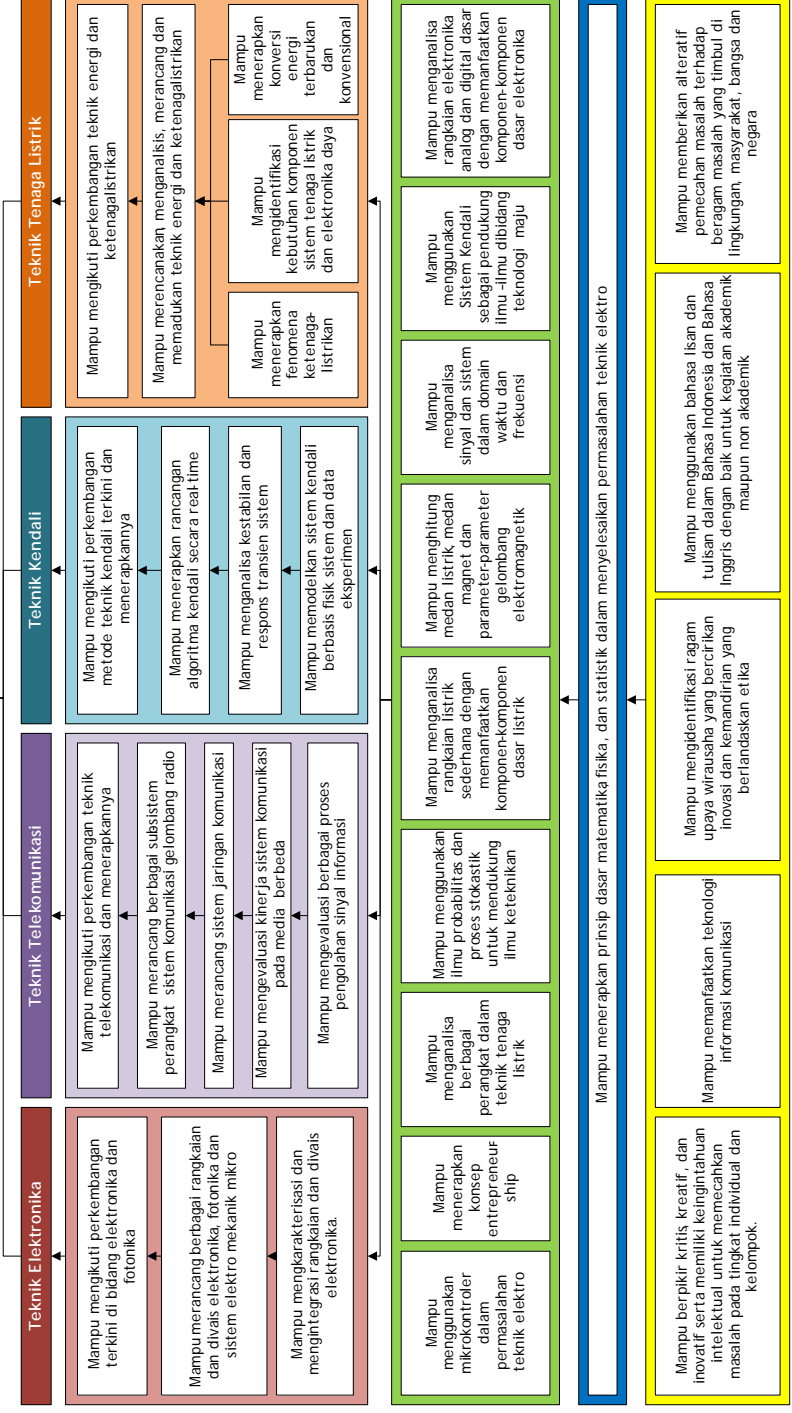 Teknik Elektronika
Mampu mengikuti perkembangan
terkini di bidang elektronika dan
fotonika
Mampu merancang berbagai rangkaian
dan divais elektronika, fotonika dan
sistem elektro mekanik mikro
Mampu mengkarakterisasi dan
mengintegrasi rangkaian dan divais
elektronika.
Teknik Telekomunikasi
Mampu mengikuti perkembangan teknik
telekomunikasi dan menerapkannya
Mampu merancang berbagai subsistem
perangkat sistem komunikasi gelombang radio
Mampu merancang sistem jaringan komunikasi
Mampu mengevaluasi kinerja sistem komunikasi
pada media berbeda
Mampu mengevaluasi berbagai proses
pengolahan sinyal informasi
Teknik Kendali
Mampu mengikuti perkembangan
metode teknik kendali terkini dan
menerapkannya
Mampu menerapkan rancangan
algoritma kendali secara real-time
Mampu menganalisa kestabilan dan
respons transien sistem
Mampu memodelkan sistem kendali
berbasis fisik sistem dan data
eksperimen
Teknik Tenaga Listrik
Mampu mengikuti perkembangan teknik energi dan
ketenagalistrikan
Mampu merencanakan, menganalisis, merancang dan
memadukan teknik energi dan ketenagalistrikan
Mampu
menerapkan
fenomena
ketenaga-
listrikan
Mampu
mengidentifikasi
kebutuhan komponen
sistem tenaga listrik
dan elektronika daya
Mampu
menerapkan
konversi
energi
terbarukan
dan
konvensional
Mampu
menggunakan
mikrokontroler
dalam
permasalahan
teknik elektro
Mampu
menerapkan
konsep
entrepreneur
ship
Mampu
menganalisa
berbagai
perangkat dalam
teknik tenaga
listrik
Mampu menggunakan
ilmu probabilitas dan
proses stokastik
untuk mendukung
ilmu keteknikan
Mampu menganalisa
rangkaian listrik
sederhana dengan
memanfaatkan
komponen-komponen
dasar listrik
Mampu menghitung
medan listrik, medan
magnet dan
parameter-parameter
gelombang
elektromagnetik
Mampu
menganalisa
sinyal dan sistem
dalam domain
waktu dan
frekuensi
Mampu
menggunakan
Sistem Kendali
sebagai pendukung
ilmu -ilmu dibidang
teknologi maju
Mampu menganalisa
rangkaian elektronika
analog dan digital dasar
dengan memanfaatkan
komponen-komponen
dasar elektronika
Mampu menerapkan prinsip dasar matematika, fisika, dan statistik dalam menyelesaikan permasalahan teknik elektro
Mampu berpikir kritis, kreatif, dan
inovatif serta memiliki keingintahuan
intelektual untuk memecahkan
masalah pada tingkat individual dan
kelompok.
Mampu memanfaatkan teknologi
informasi komunikasi
Mampu mengidentifikasi ragam
upaya wirausaha yang bercirikan
inovasi dan kemandirian yang
berlandaskan etika
Mampu menggunakan bahasa lisan dan
tulisan dalam Bahasa Indonesia dan Bahasa
Inggris dengan baik untuk kegiatan akademik
maupun non akademik
Mampu memberikan alteratif
pemecahan masalah terhadap
beragam masalah yang timbul di
lingkungan, masyarakat, bangsa dan
negara